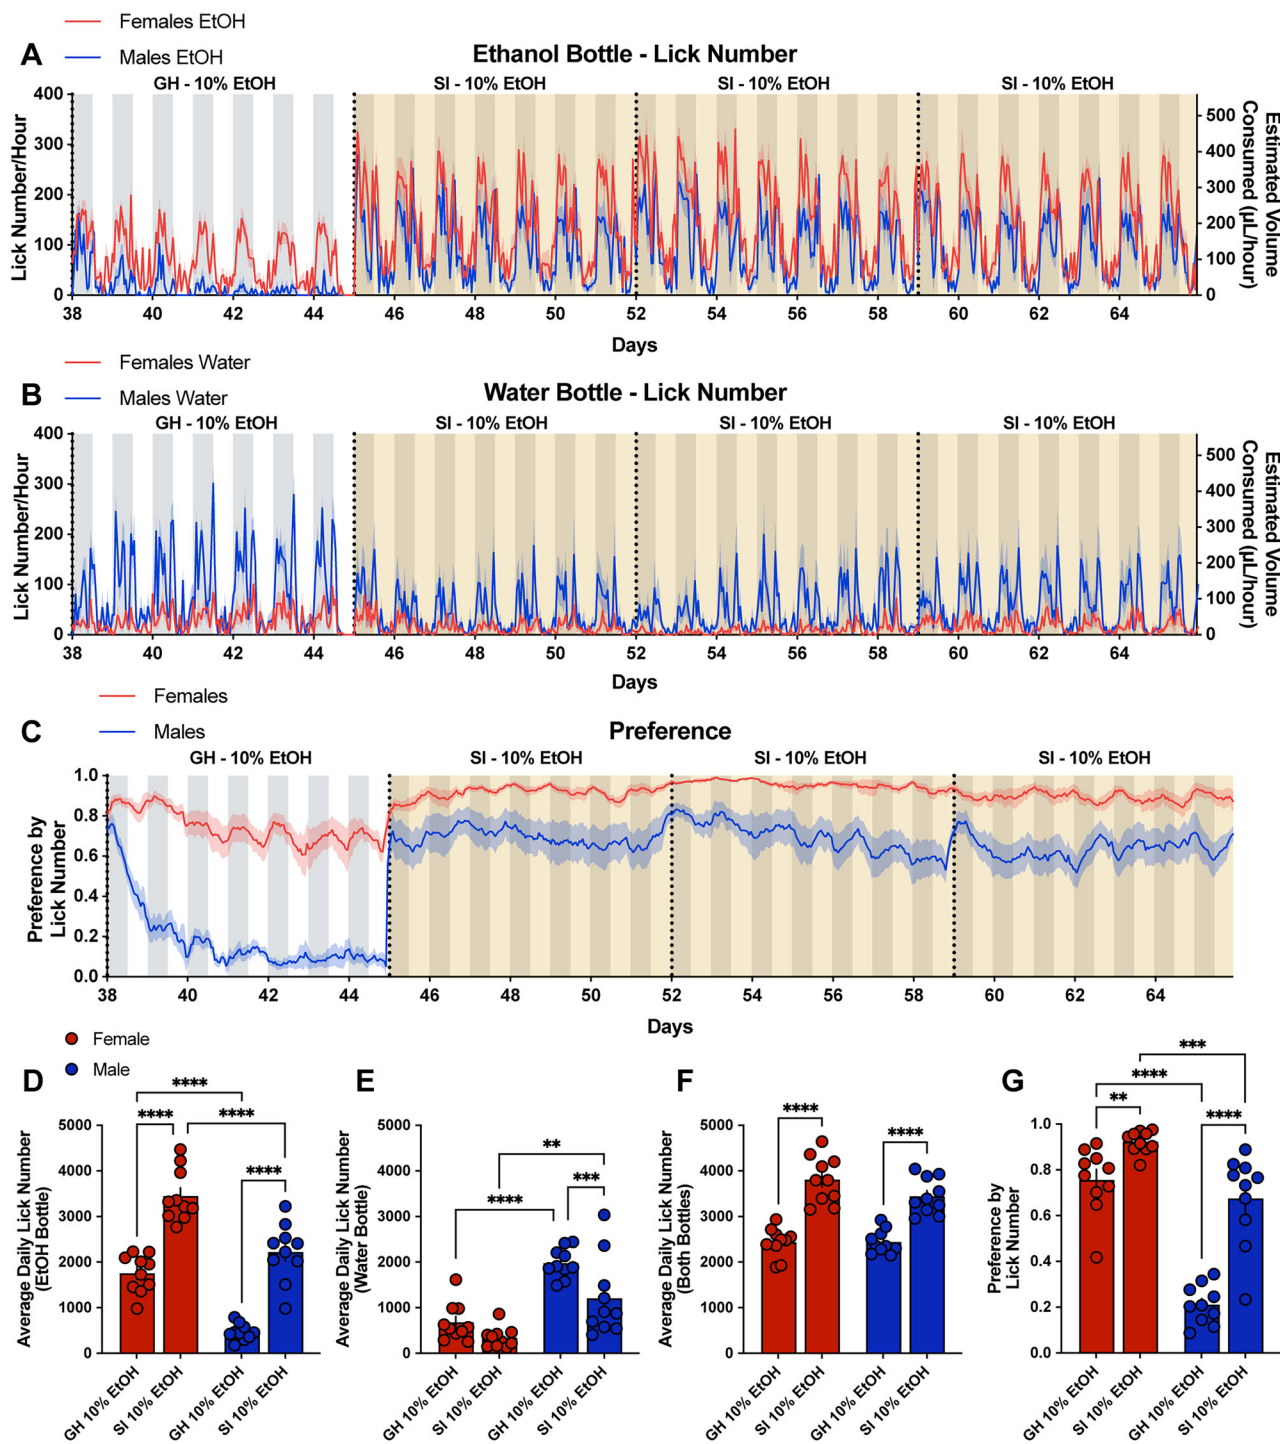 Females EtOH
A
Males EtOH
Ethanol Bottle - Lick Number
GH - 10% EtOH
SI - 10% EtOH
SI - 10% EtOH
SI - 10% EtOH
Lick Number/Hour
400
300
200
100
0
500
400
300
200
100
0
Estimated Volume
Consumed (µL/hour)
38 40 42 44 46 48 50 52 54 56 58 60 62 64
Days
Females Water
B
Males Water
Water Bottle - Lick Number
GH - 10% EtOH
SI - 10% EtOH
SI - 10% EtOH
SI - 10% EtOH
Lick Number/Hour
400
300
200
100
0
500
400
300
200
100
0
Estimated Volume
Consumed (µL/hour)
38 40 42 44 46 48 50 52 54 56 58 60 62 64
Days
Females
C
Males
Preference
GH - 10% EtOH
SI - 10% EtOH
SI - 10% EtOH
SI - 10% EtOH
Preference by
Lick Number
1.0
0.8
0.6
0.4
0.2
0.0
38 40 42 44 46 48 50 52 54 56 58 60 62 64
Days
Female
Male
D
Average Daily Lick Number
(EtOH Bottle)
5000
4000
3000
2000
1000
0
****
****
****
****
GH 10% EtOH
SI 10% EtOH
GH 10% EtOH
SI 10% EtOH
E
Average Daily Lick Number
(Water Bottle)
5000
4000
3000
2000
1000
0
**
***
****
GH 10% EtOH
SI 10% EtOH
GH 10% EtOH
SI 10% EtOH
F
Average Daily Lick Number
(Both Bottles)
5000
4000
3000
2000
1000
0
****
****
GH 10% EtOH
SI 10% EtOH
GH 10% EtOH
SI 10% EtOH
G
Preference by
Lick Number
1.0
0.8
0.6
0.4
0.2
0.0
***
****
**
****
GH 10% EtOH
SI 10% EtOH
GH 10% EtOH
SI 10% EtOH